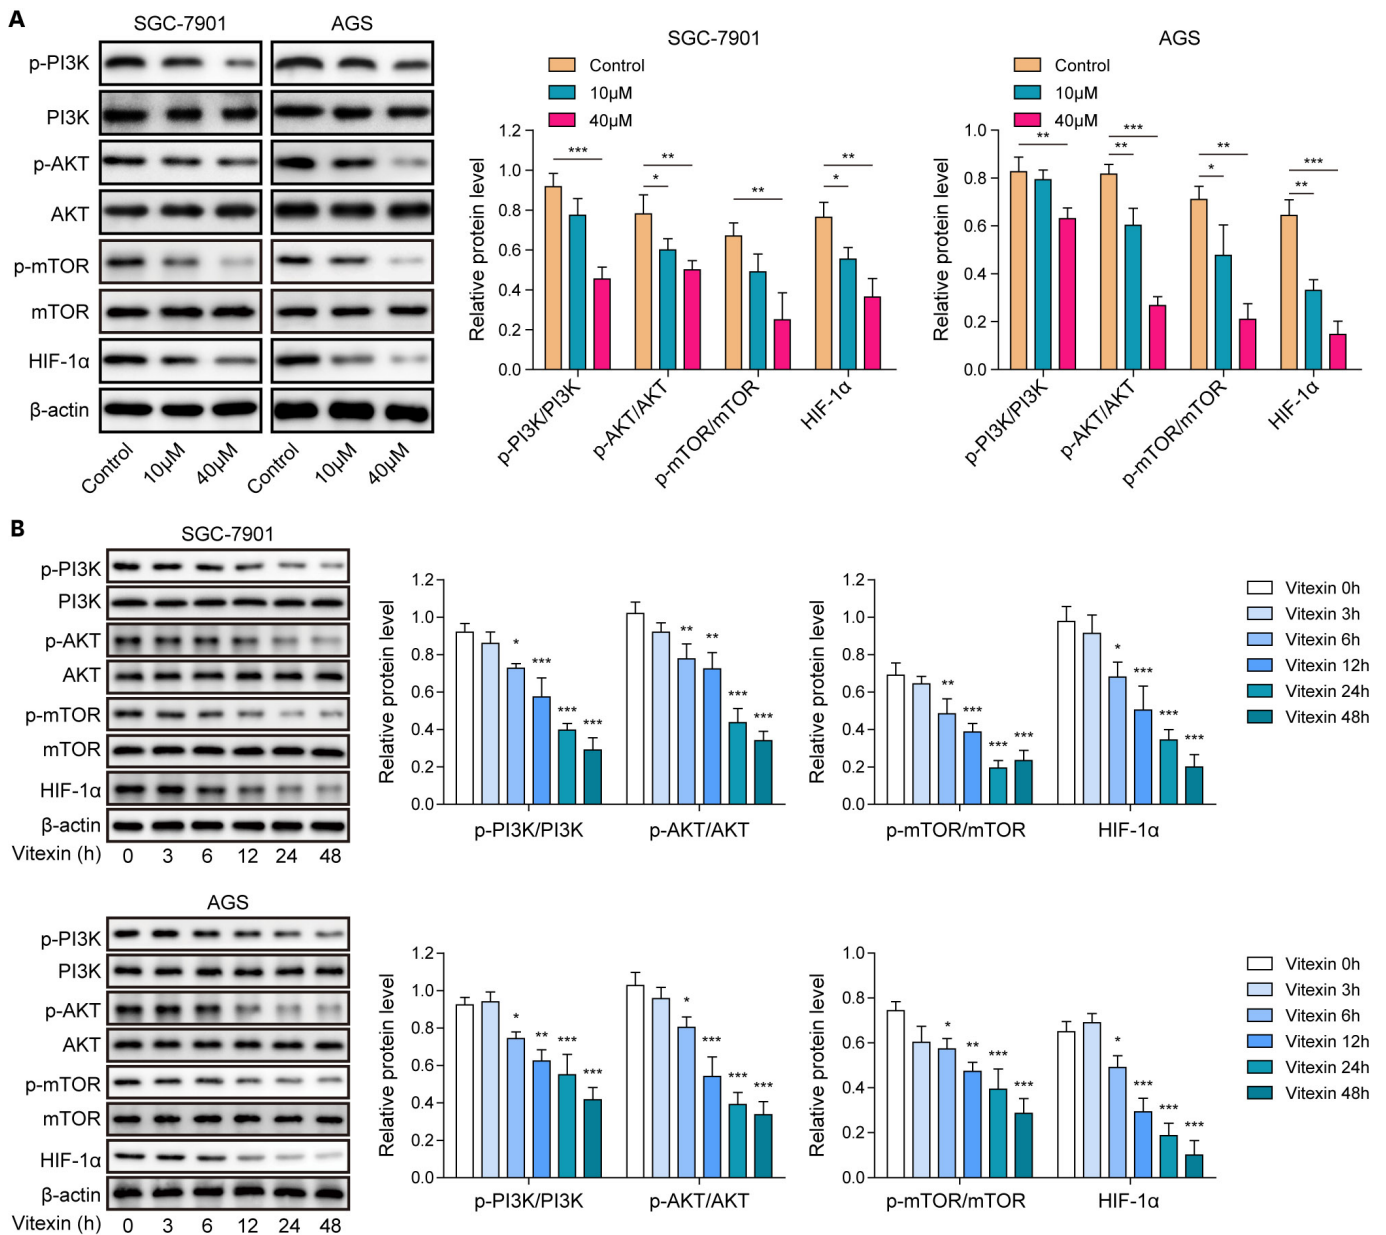 A
SGC-7901
AGS
p-PI3K
PI3K
p-AKT
AKT
p-mTOR
mTOR
HIF-1α
β-actin
Control
10μM
40μM
Control
10μM
40μM
SGC-7901
Control
10μM
40μM
Relative protein level
1.2
1.0
0.8
0.6
0.4
0.2
0.0
***
**
*
**
**
*
p-PI3K/PI3K
p-AKT/AKT
p-mTOR/mTOR
HIF-1α
AGS
Control
10μM
40μM
Relative protein level
1.0
0.8
0.6
0.4
0.2
0.0
**
***
**
**
*
***
**
p-PI3K/PI3K
p-AKT/AKT
p-mTOR/mTOR
HIF-1α
B
SGC-7901
p-PI3K
PI3K
p-AKT
AKT
p-mTOR
mTOR
HIF-1α
β-actin
Vitexin (h) 0 3 6 12 24 48
Relative protein level
1.2
1.0
0.8
0.6
0.4
0.2
0.0
* *** *** ***
** ** *** ***
p-PI3K/PI3K
p-AKT/AKT
Relative protein level
1.2
1.0
0.8
0.6
0.4
0.2
0.0
** *** *** ***
* *** *** ***
p-mTOR/mTOR
HIF-1α
Vitexin 0h
Vitexin 3h
Vitexin 6h
Vitexin 12h
Vitexin 24h
Vitexin 48h
AGS
p-PI3K
PI3K
p-AKT
AKT
p-mTOR
mTOR
HIF-1α
β-actin
Vitexin (h) 0 3 6 12 24 48
Relative protein level
1.2
1.0
0.8
0.6
0.4
0.2
0.0
* ** *** ***
* *** *** ***
p-PI3K/PI3K
p-AKT/AKT
Relative protein level
1.0
0.8
0.6
0.4
0.2
0.0
* ** *** ***
* *** *** ***
p-mTOR/mTOR
HIF-1α
Vitexin 0h
Vitexin 3h
Vitexin 6h
Vitexin 12h
Vitexin 24h
Vitexin 48h